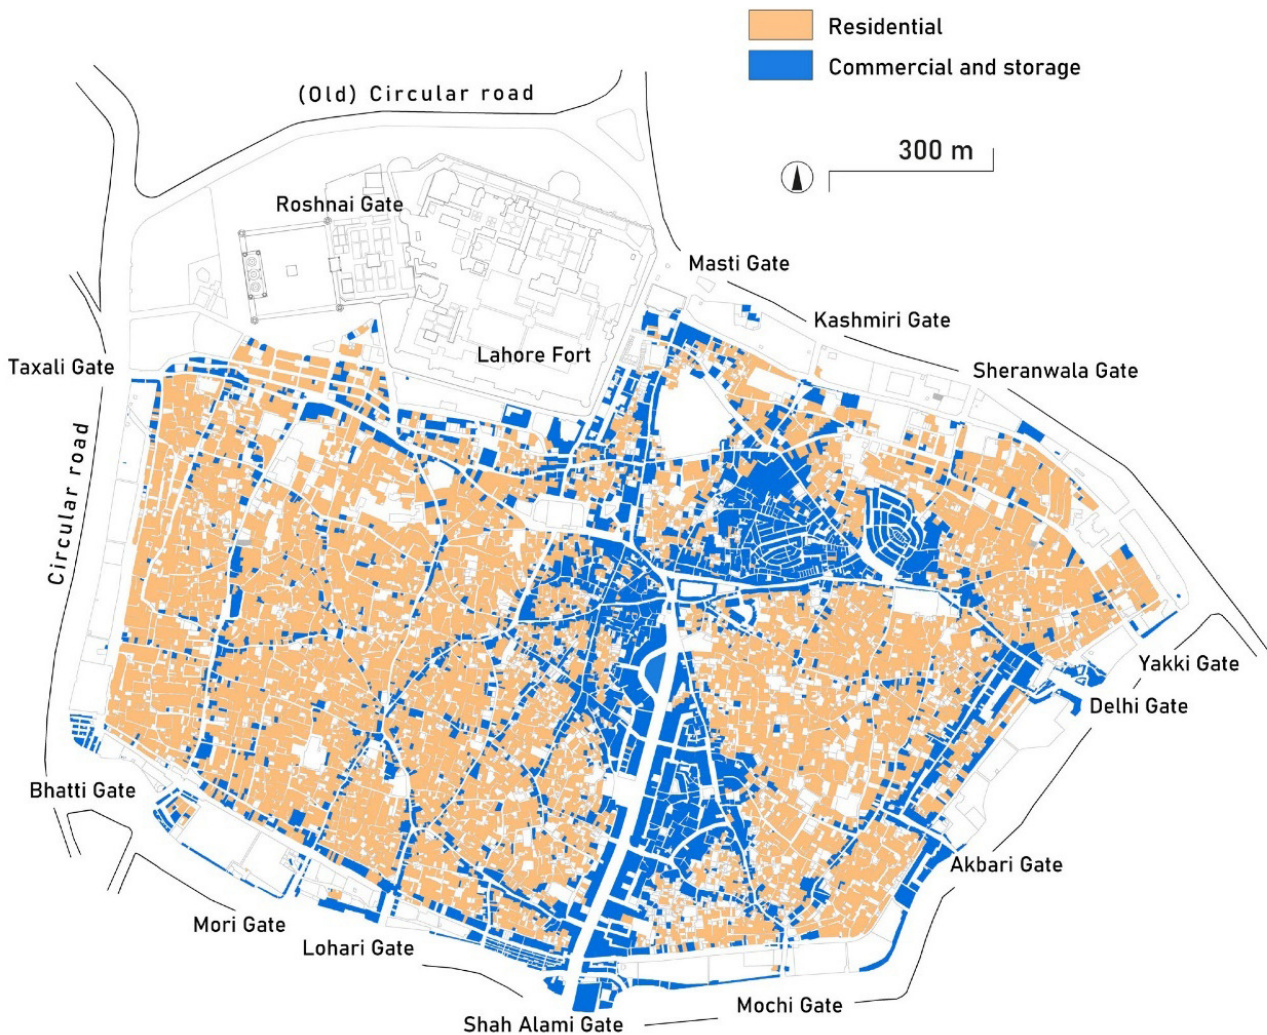 Residential
Commercial and storage
(Old) Circular road
300 m
Roshnai Gate
Masti Gate
Kashmiri Gate
Lahore Fort
Taxali Gate
Sheranwala Gate
Circular road
Yakki Gate
Delhi Gate
Bhatti Gate
Akbari Gate
Mori Gate
Lohari Gate
Mochi Gate
Shah Alami Gate